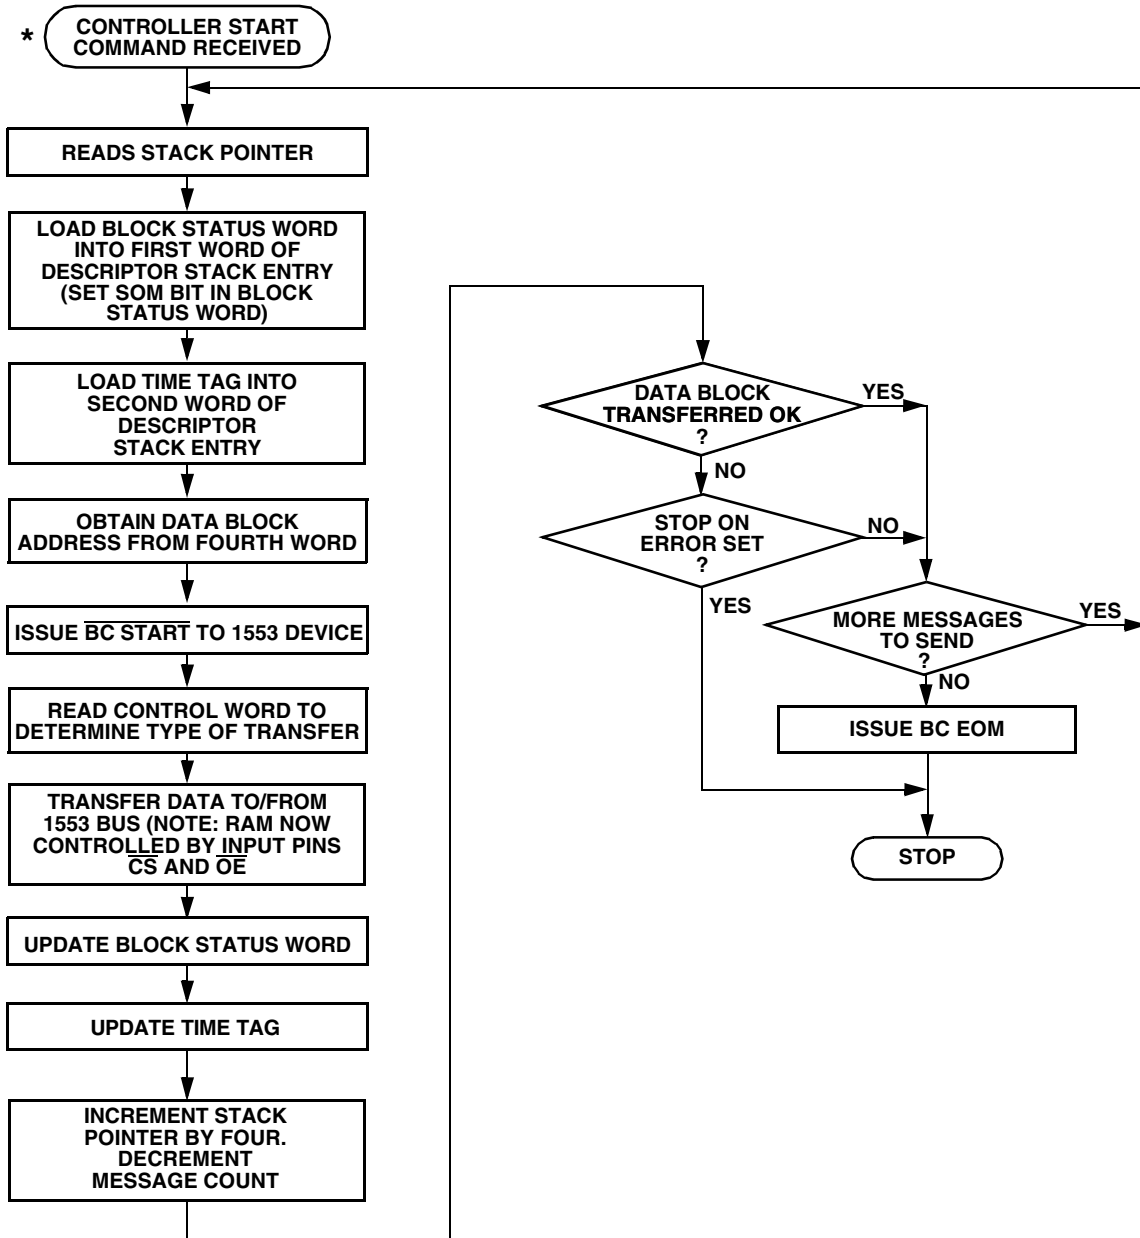 * CONTROLLER START
COMMAND RECEIVED
READS STACK POINTER
LOAD BLOCK STATUS WORD
INTO FIRST WORD OF
DESCRIPTOR STACK ENTRY
(SET SOM BIT IN BLOCK
STATUS WORD)
LOAD TIME TAG INTO
SECOND WORD OF
DESCRIPTOR
STACK ENTRY
OBTAIN DATA BLOCK
ADDRESS FROM FOURTH WORD
ISSUE B̅C̅ ̅S̅T̅A̅R̅T̅ TO 1553 DEVICE
READ CONTROL WORD TO
DETERMINE TYPE OF TRANSFER
TRANSFER DATA TO/FROM
1553 BUS (NOTE: RAM NOW
CONTROLLED BY INPUT PINS
C̅S̅ AND O̅E̅
UPDATE BLOCK STATUS WORD
UPDATE TIME TAG
INCREMENT STACK
POINTER BY FOUR.
DECREMENT
MESSAGE COUNT
DATA BLOCK
TRANSFERRED OK
?
YES
NO
STOP ON
ERROR SET
?
NO
YES
MORE MESSAGES
TO SEND
?
YES
NO
ISSUE BC EOM
STOP